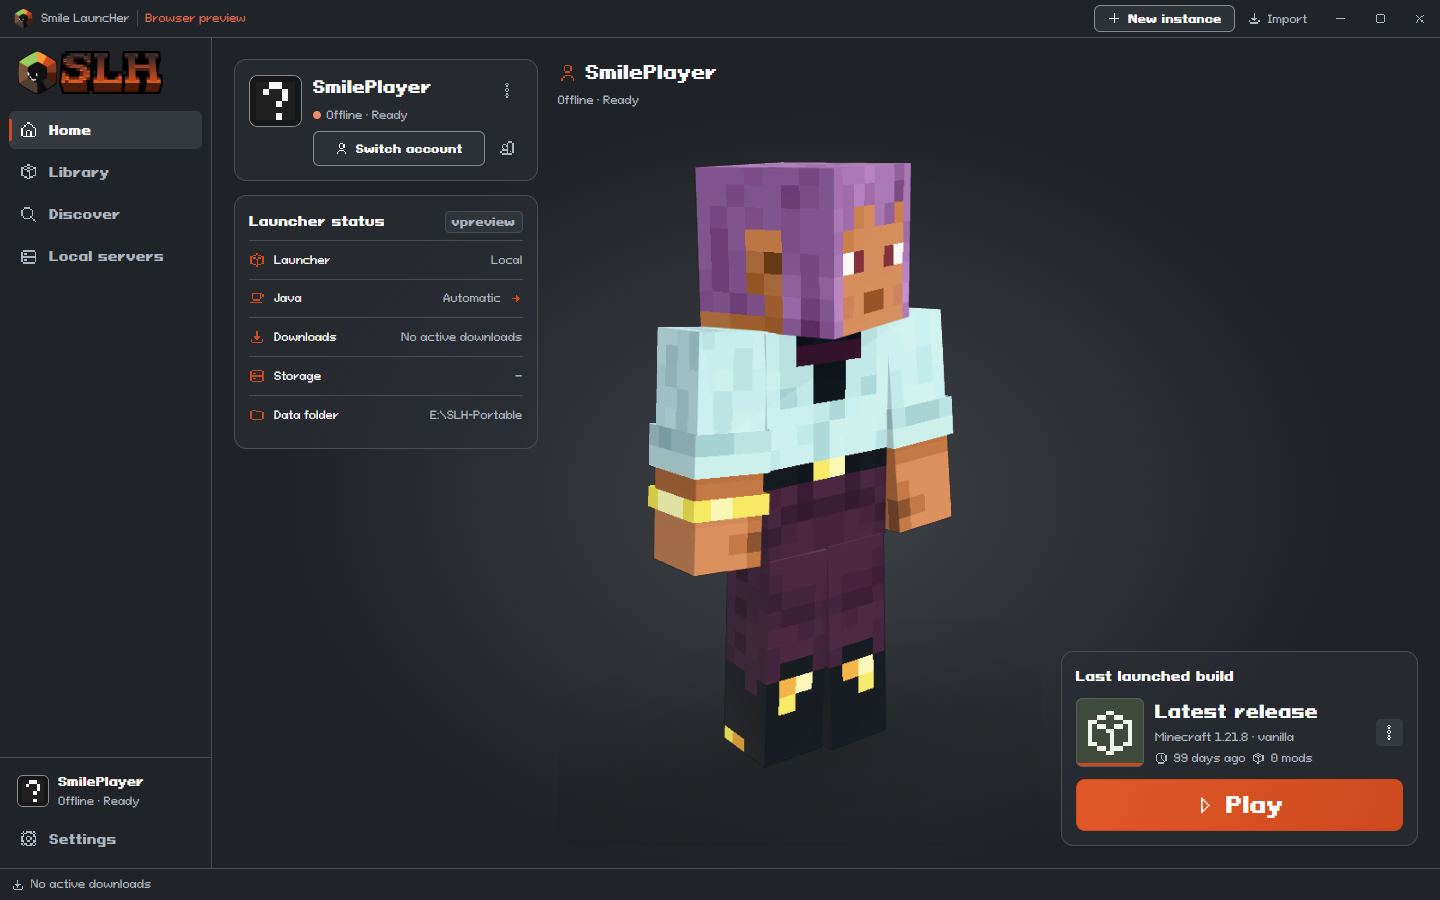 Smile LauncHer
Browser preview
New instance
Import
SLH
Home
Library
Discover
Local servers
SmilePlayer
Offline · Ready
Switch account
Launcher status
vpreview
Launcher
Local
Java
Automatic →
Downloads
No active downloads
Storage
–
Data folder
E:\SLH-Portable
SmilePlayer
Offline · Ready
Last launched build
Latest release
Minecraft 1.21.8 · vanilla
99 days ago
0 mods
Play
SmilePlayer
Offline · Ready
Settings
No active downloads